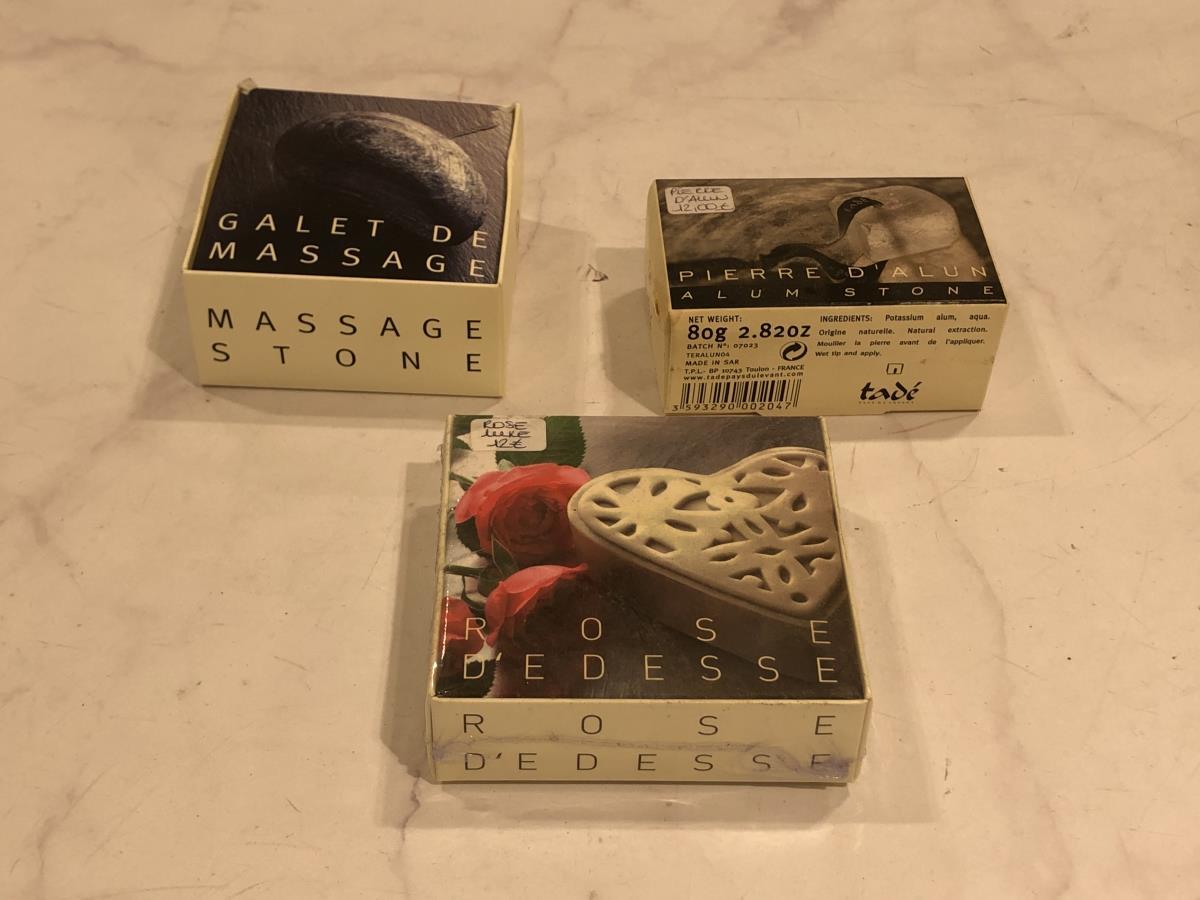 GALET DE
MASSAGE
MASSAGE
STONE
PIERRE
D'ALUN
12,00€
PIERRE D'ALUN
ALUM STONE
NET WEIGHT:
80g 2.82oz
BATCH N°: 07023
TERALUN04
MADE IN SAR
T.P.L.- BP 10743 Toulon - FRANCE
www.tadepaysdulevant.com
3 593290 002047
INGREDIENTS: Potassium alum, aqua.
Origine naturelle. Natural extraction.
Mouiller la pierre avant de l'appliquer.
Wet tip and apply.
tadé
ROSE
12€
ROSE
D'EDESSE
ROSE
D'EDESSE